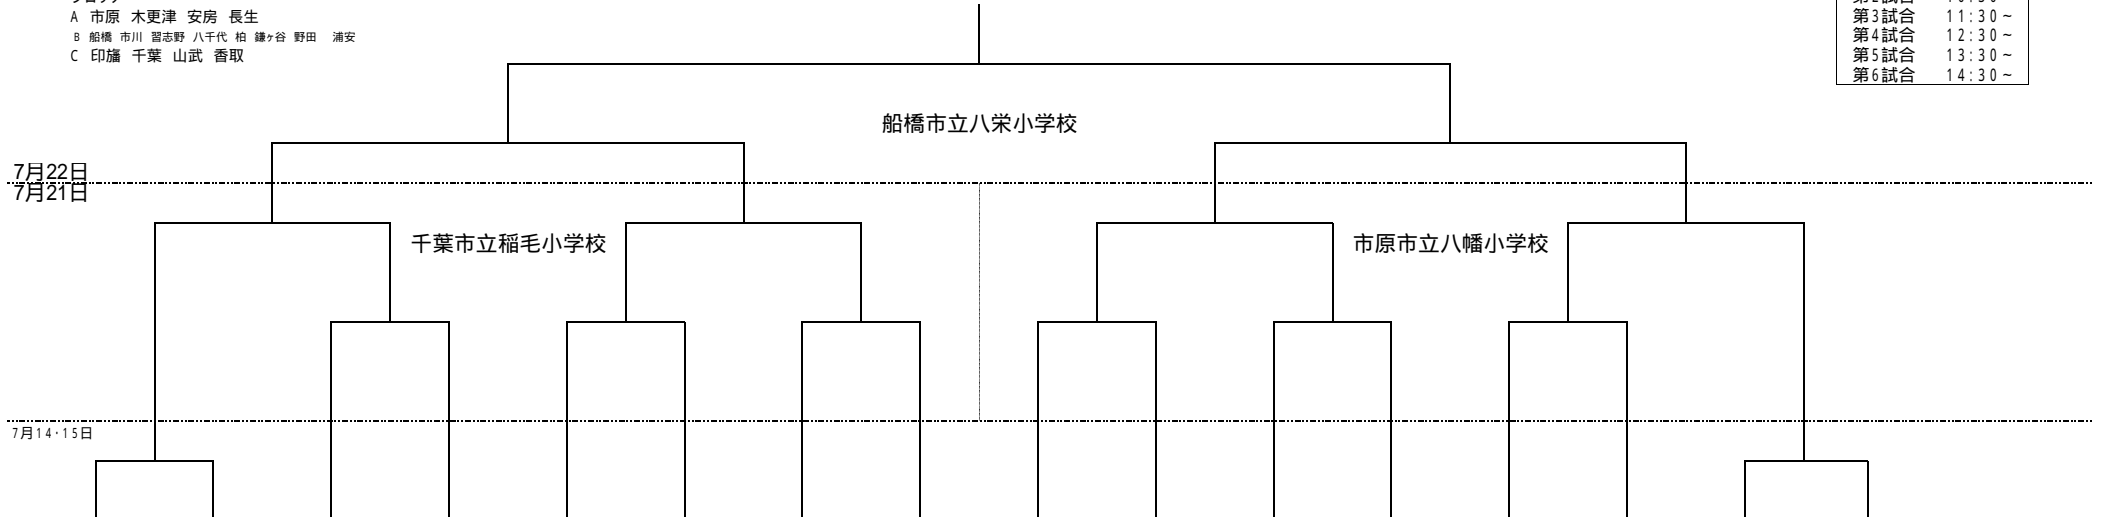 A 市原 木更津 安房 長生
B 船橋 市川 習志野 八千代 柏 鎌ヶ谷 野田 浦安
C 印旛 千葉 山武 香取
第3試合 11:30~
第4試合 12:30~
第5試合 13:30~
第6試合 14:30~
船橋市立八栄小学校
7月22日
7月21日
千葉市立稲毛小学校
市原市立八幡小学校
7月14・15日